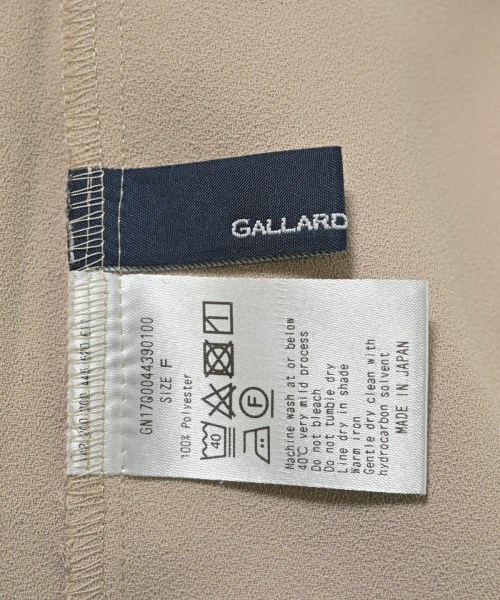 GALLARD
GN17Q0044390100
SIZE F
100% Polyester
40
F
Machine wash at or below
40℃ very mild process
Do not bleach
Do not tumble dry
Line dry in shade
Warm iron
Gentle dry clean with
hydrocarbon solvent
MADE IN JAPAN